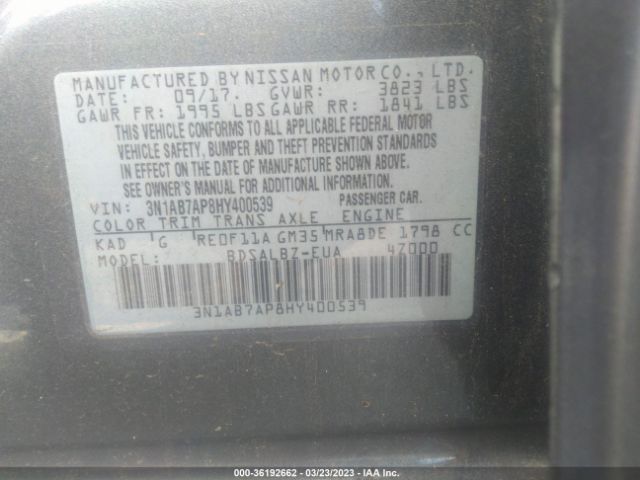 MANUFACTURED BY NISSAN MOTOR CO., LTD.
DATE: 09/17. GVWR: 3823 LBS
GAWR FR: 1995 LBS GAWR RR: 1841 LBS
THIS VEHICLE CONFORMS TO ALL APPLICABLE FEDERAL MOTOR
VEHICLE SAFETY, BUMPER AND THEFT PREVENTION STANDARDS
IN EFFECT ON THE DATE OF MANUFACTURE SHOWN ABOVE.
SEE OWNER'S MANUAL FOR ADDITIONAL INFORMATION.
VIN: 3N1AB7AP8HY400539 PASSENGER CAR.
COLOR TRIM TRANS AXLE ENGINE
KAD G RE0F11A GM35 MRA8DE 1798 CC
MODEL: BDSALBZ-EUA 4Z000
3N1AB7AP8HY400539
000-36192662 / 03/23/2023 - IAA Inc.